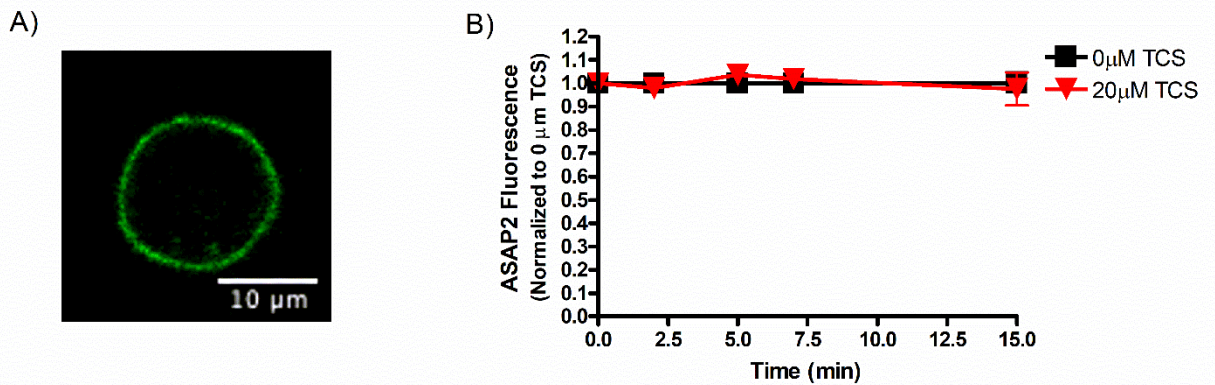 A)
10 µm
B)
ASAP2 Fluorescence
(Normalized to 0 µm TCS)
1.2
1.1
1.0
0.9
0.8
0.7
0.6
0.5
0.4
0.3
0.2
0.1
0.0
0.0 2.5 5.0 7.5 10.0 12.5 15.0
Time (min)
0µM TCS
20µM TCS